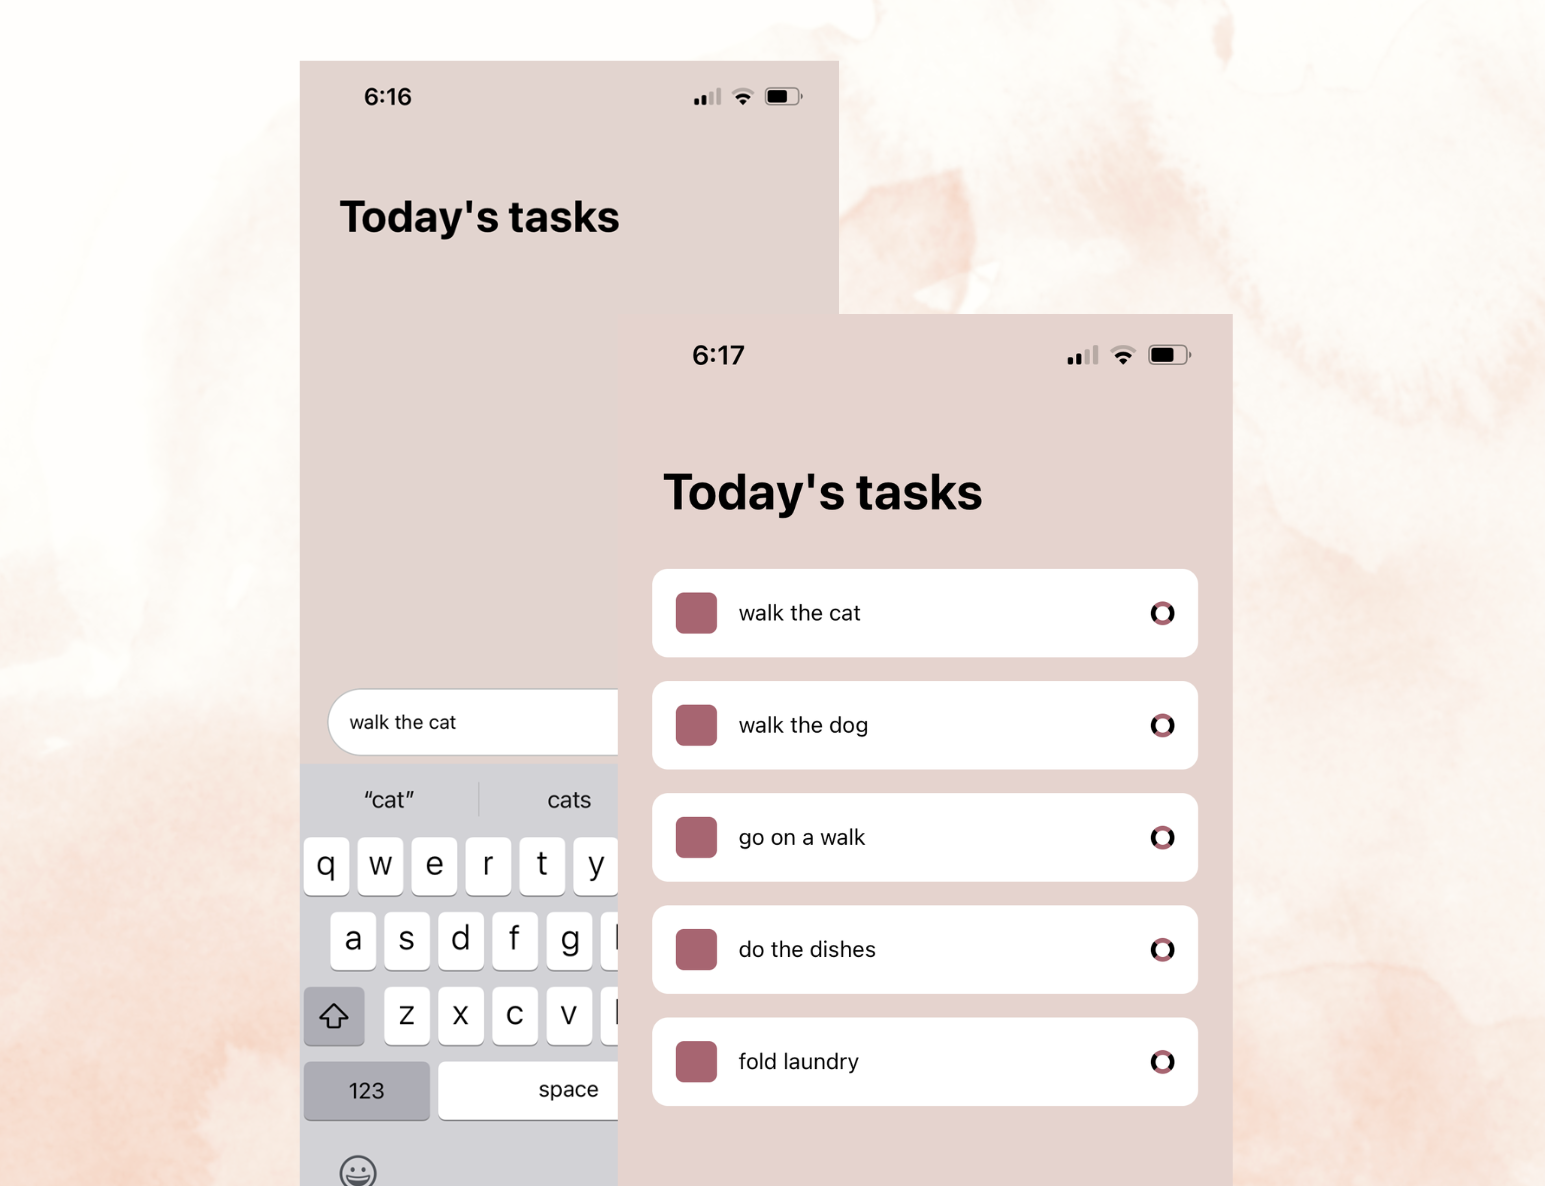 6:16
Today's tasks
walk the cat
“cat”
cats
q w e r t y
a s d f g
z x c v
123
space
6:17
Today's tasks
walk the cat
walk the dog
go on a walk
do the dishes
fold laundry